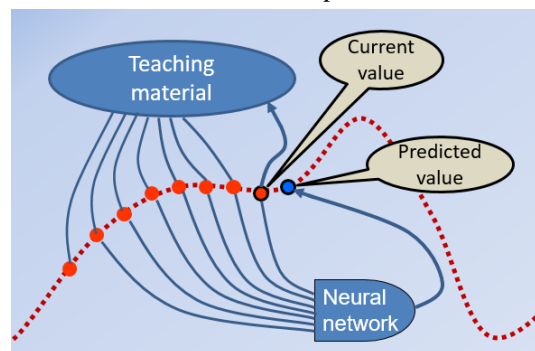 Current
value
Teaching
material
Predicted
value
Neural
network